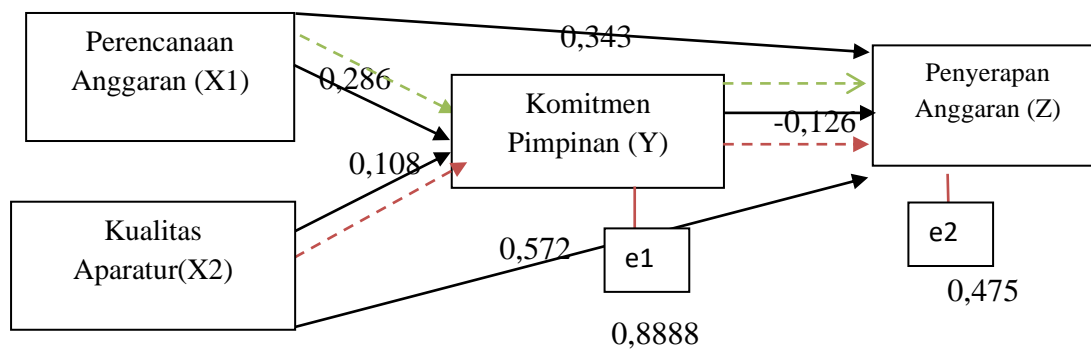 Perencanaan
Anggaran (X1)
0,343
0,286
Komitmen
Pimpinan (Y)
Penyerapan
Anggaran (Z)
-0,126
0,108
Kualitas
Aparatur(X2)
0,572
e1
e2
0,475
0,8888